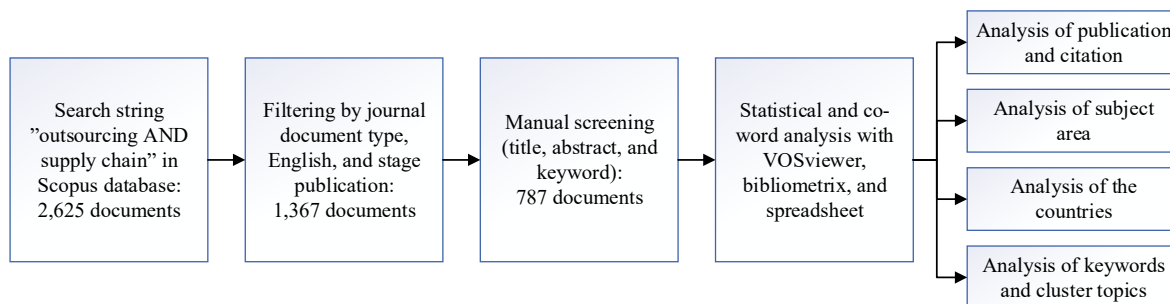 Search string
”outsourcing AND
supply chain” in
Scopus database:
2,625 documents
Filtering by journal
document type,
English, and stage
publication:
1,367 documents
Manual screening
(title, abstract, and
keyword):
787 documents
Statistical and co-
word analysis with
VOSviewer,
bibliometrix, and
spreadsheet
Analysis of publication
and citation
Analysis of subject
area
Analysis of the
countries
Analysis of keywords
and cluster topics